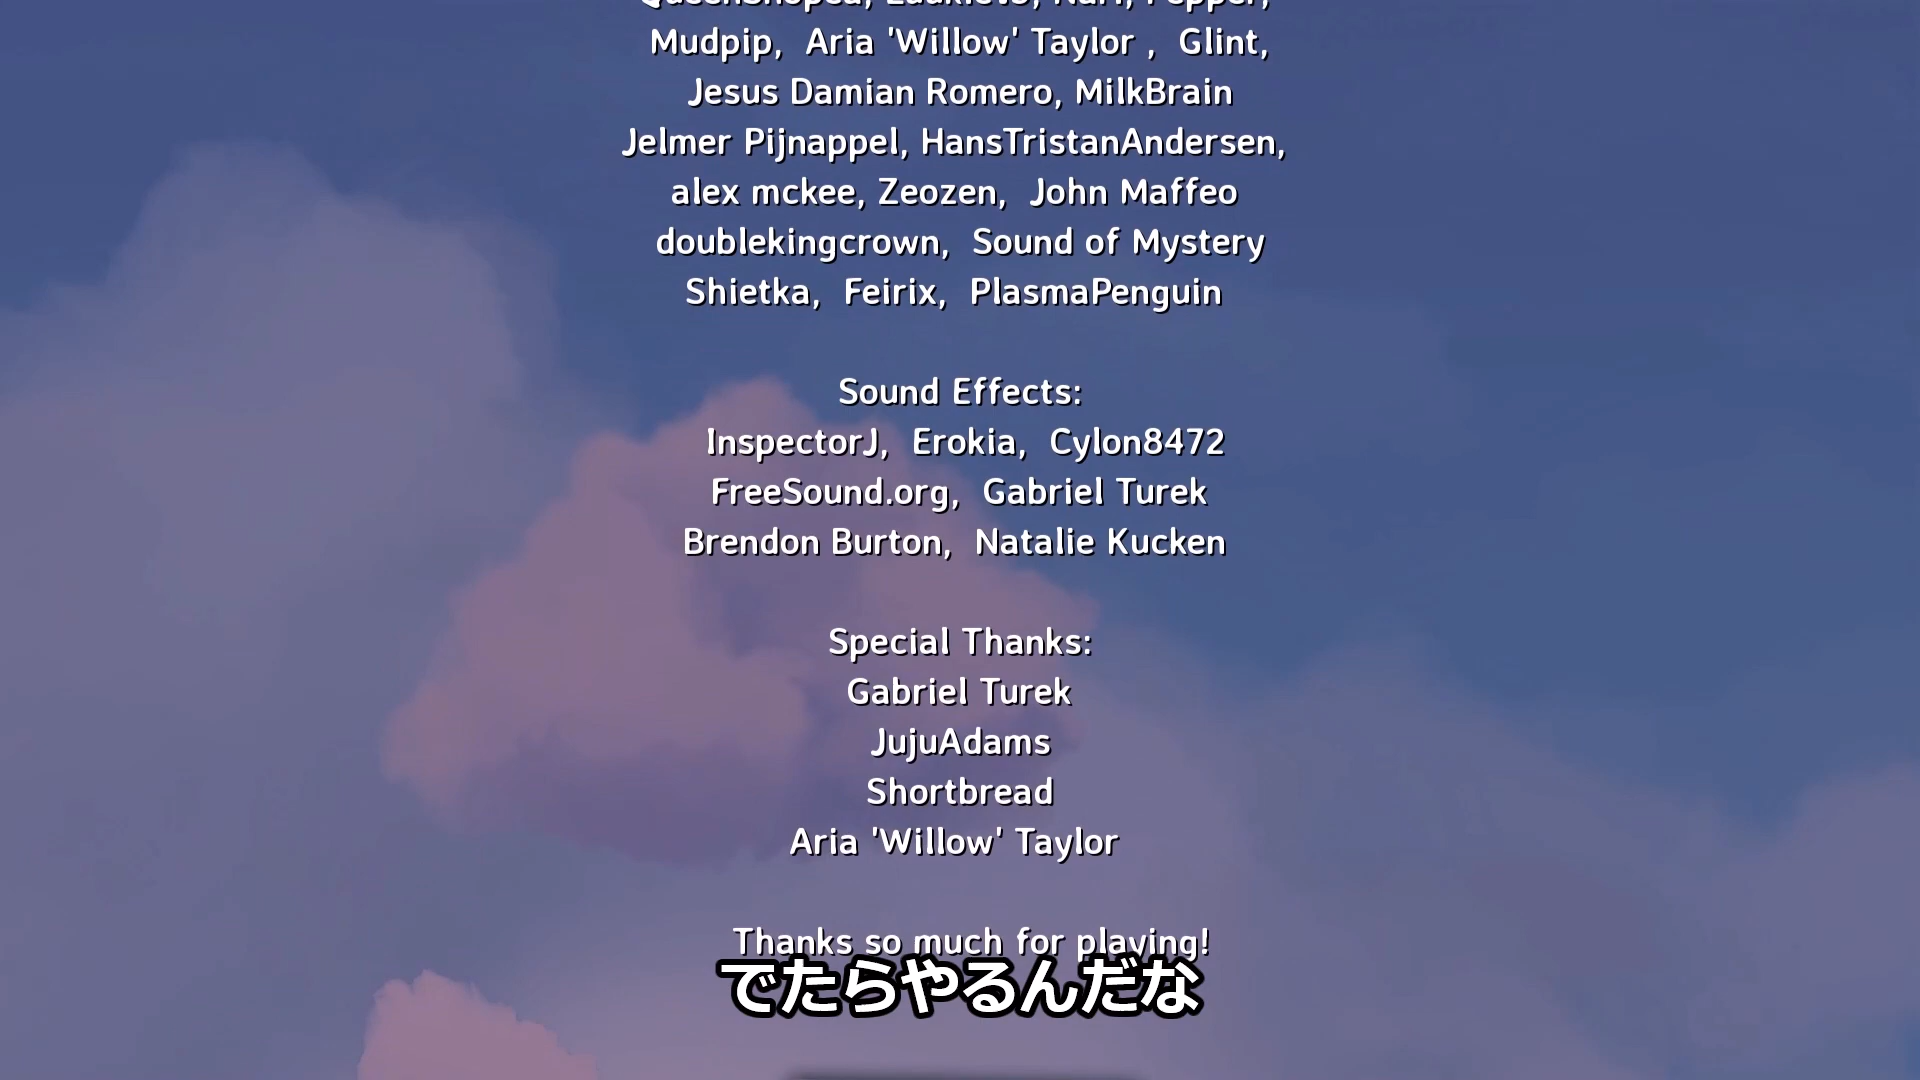 Mudpip, Aria 'Willow' Taylor , Glint,
Jesus Damian Romero, MilkBrain
Jelmer Pijnappel, HansTristanAndersen,
alex mckee, Zeozen, John Maffeo
doublekingcrown, Sound of Mystery
Shietka, Feirix, PlasmaPenguin
Sound Effects:
InspectorJ, Erokia, Cylon8472
FreeSound.org, Gabriel Turek
Brendon Burton, Natalie Kucken
Special Thanks:
Gabriel Turek
JujuAdams
Shortbread
Aria 'Willow' Taylor
Thanks so much for playing!
でたらやるんだな